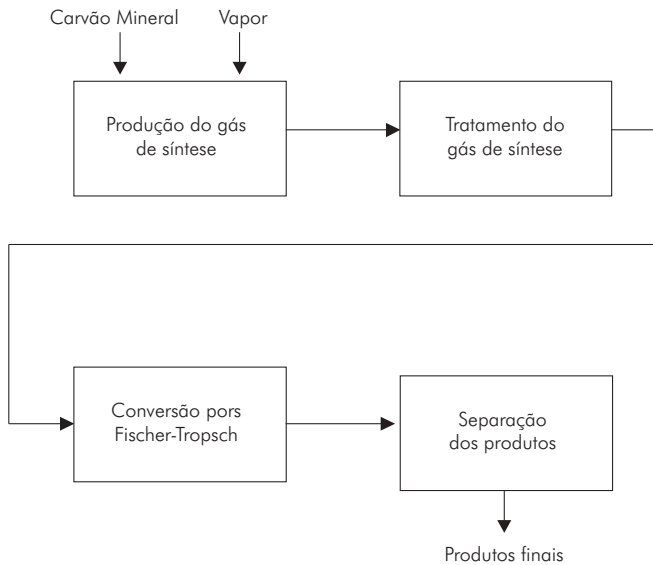 Carvão Mineral
Vapor
Produção do gás
de síntese
Tratamento do
gás de síntese
Conversão pors
Fischer-Tropsch
Separação
dos produtos
Produtos finais